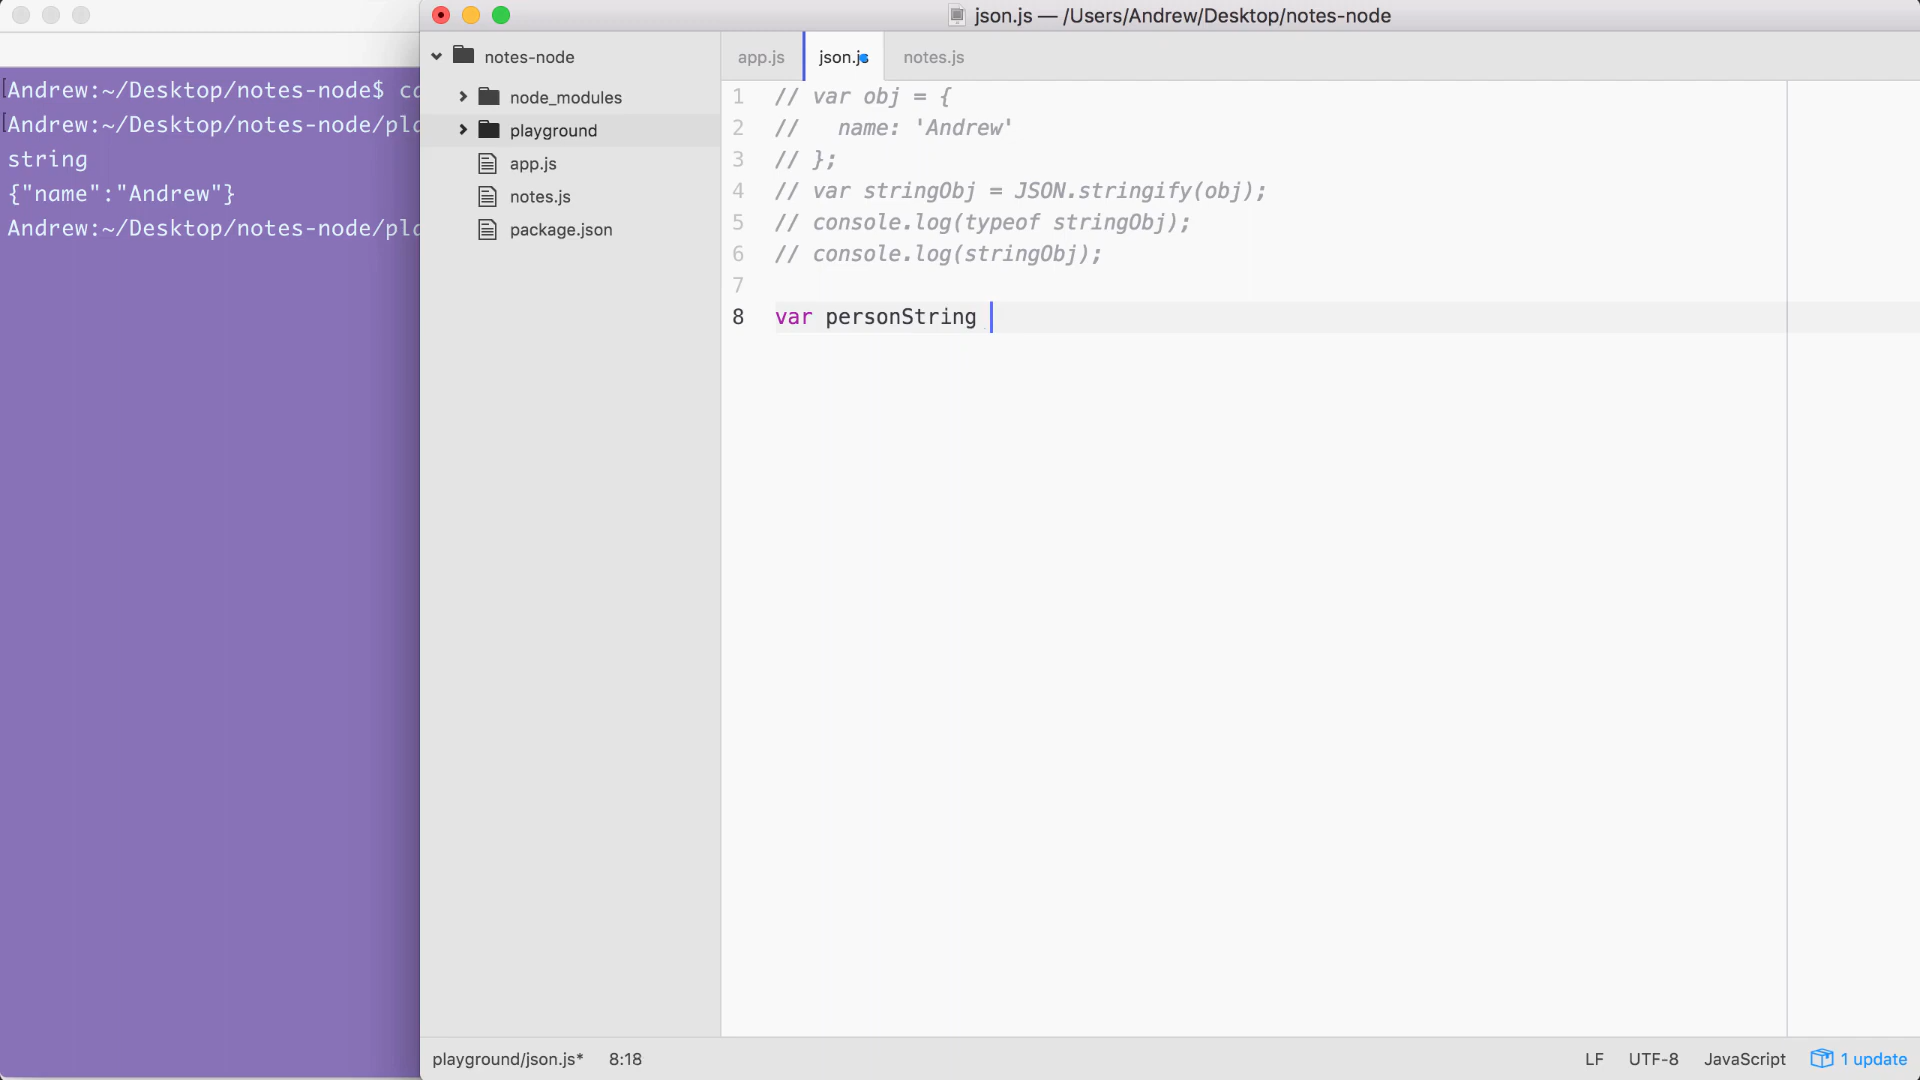 json.js — /Users/Andrew/Desktop/notes-node
Andrew:~/Desktop/notes-node$
Andrew:~/Desktop/notes-node/
string
{"name":"Andrew"}
Andrew:~/Desktop/notes-node/
notes-node
node_modules
playground
app.js
notes.js
package.json
app.js
json.js
notes.js
1 // var obj = {
2 //   name: 'Andrew'
3 // };
4 // var stringObj = JSON.stringify(obj);
5 // console.log(typeof stringObj);
6 // console.log(stringObj);
7
8 var personString
playground/json.js* 8:18
LF UTF-8 JavaScript 1 update